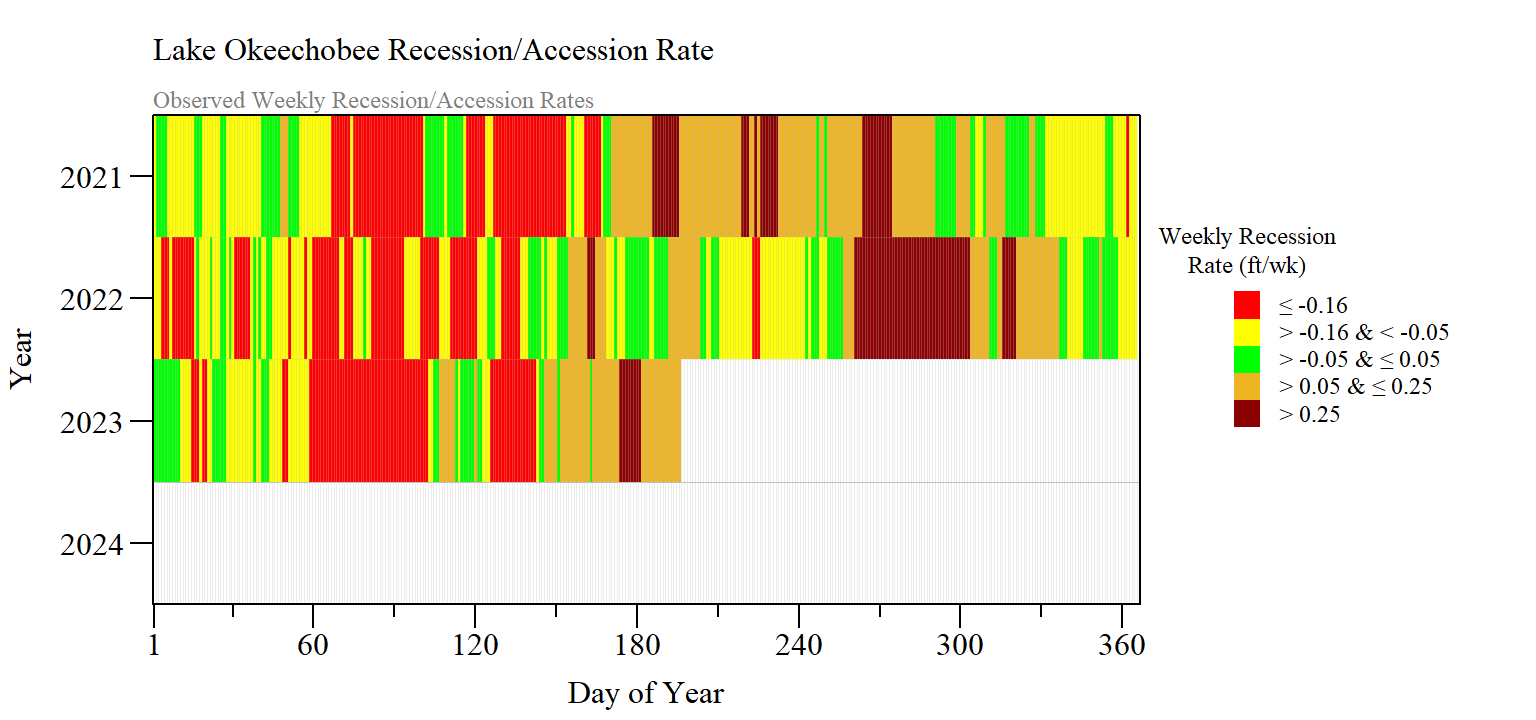 Lake Okeechobee Recession/Accession Rate
Observed Weekly Recession/Accession Rates
Year
2021
2022
2023
2024
1 60 120 180 240 300 360
Day of Year
Weekly Recession
Rate (ft/wk)
≤ -0.16
> -0.16 & < -0.05
> -0.05 & ≤ 0.05
> 0.05 & ≤ 0.25
> 0.25